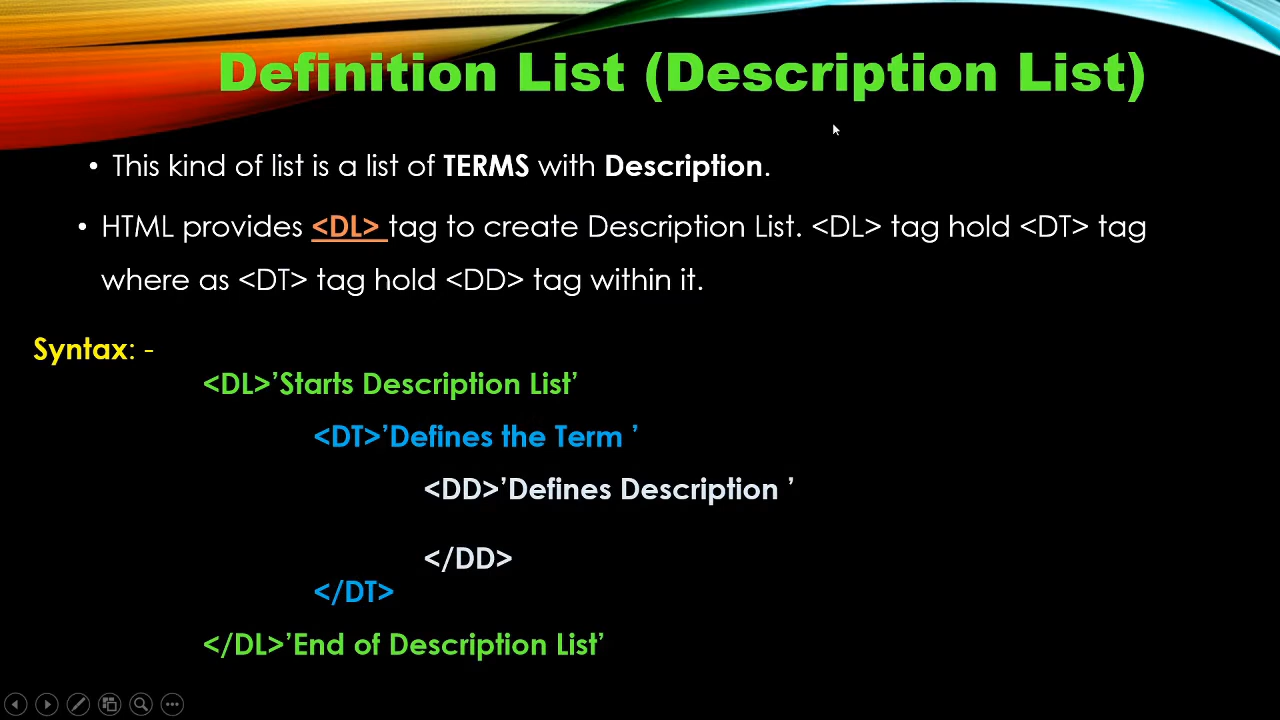 Definition List (Description List)
• This kind of list is a list of TERMS with Description.
• HTML provides <DL> tag to create Description List. <DL> tag hold <DT> tag
where as <DT> tag hold <DD> tag within it.
Syntax: -
<DL>’Starts Description List’
<DT>’Defines the Term ’
<DD>’Defines Description ’
</DD>
</DT>
</DL>’End of Description List’